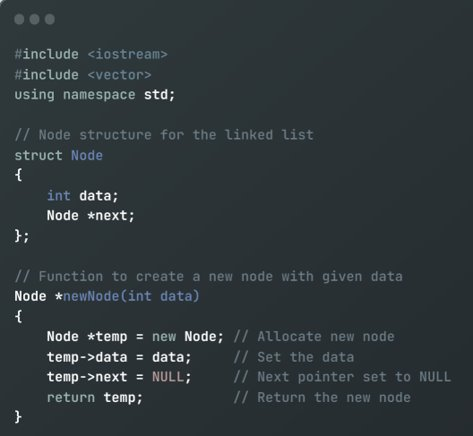 #include <iostream>
#include <vector>
using namespace std;

// Node structure for the linked list
struct Node
{
    int data;
    Node *next;
};

// Function to create a new node with given data
Node *newNode(int data)
{
    Node *temp = new Node; // Allocate new node
    temp->data = data;     // Set the data
    temp->next = NULL;     // Next pointer set to NULL
    return temp;           // Return the new node
}